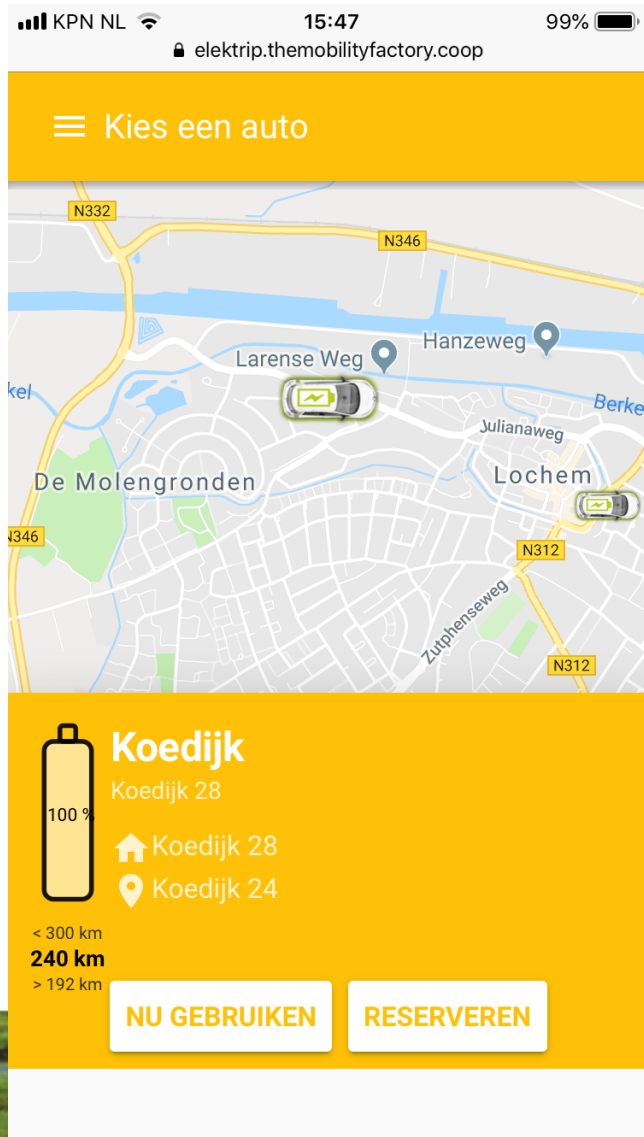 KPN NL 15:47 99%
elektrip.themobilityfactory.coop
Kies een auto
N332
N346
Hanzeweg
Larense Weg
kel
Berke
Julianaweg
De Molengronden
Lochem
N346
N312
Zutphenseweg
N312
Koedijk
Koedijk 28
100 %
Koedijk 28
Koedijk 24
< 300 km
240 km
> 192 km
NU GEBRUIKEN RESERVEREN